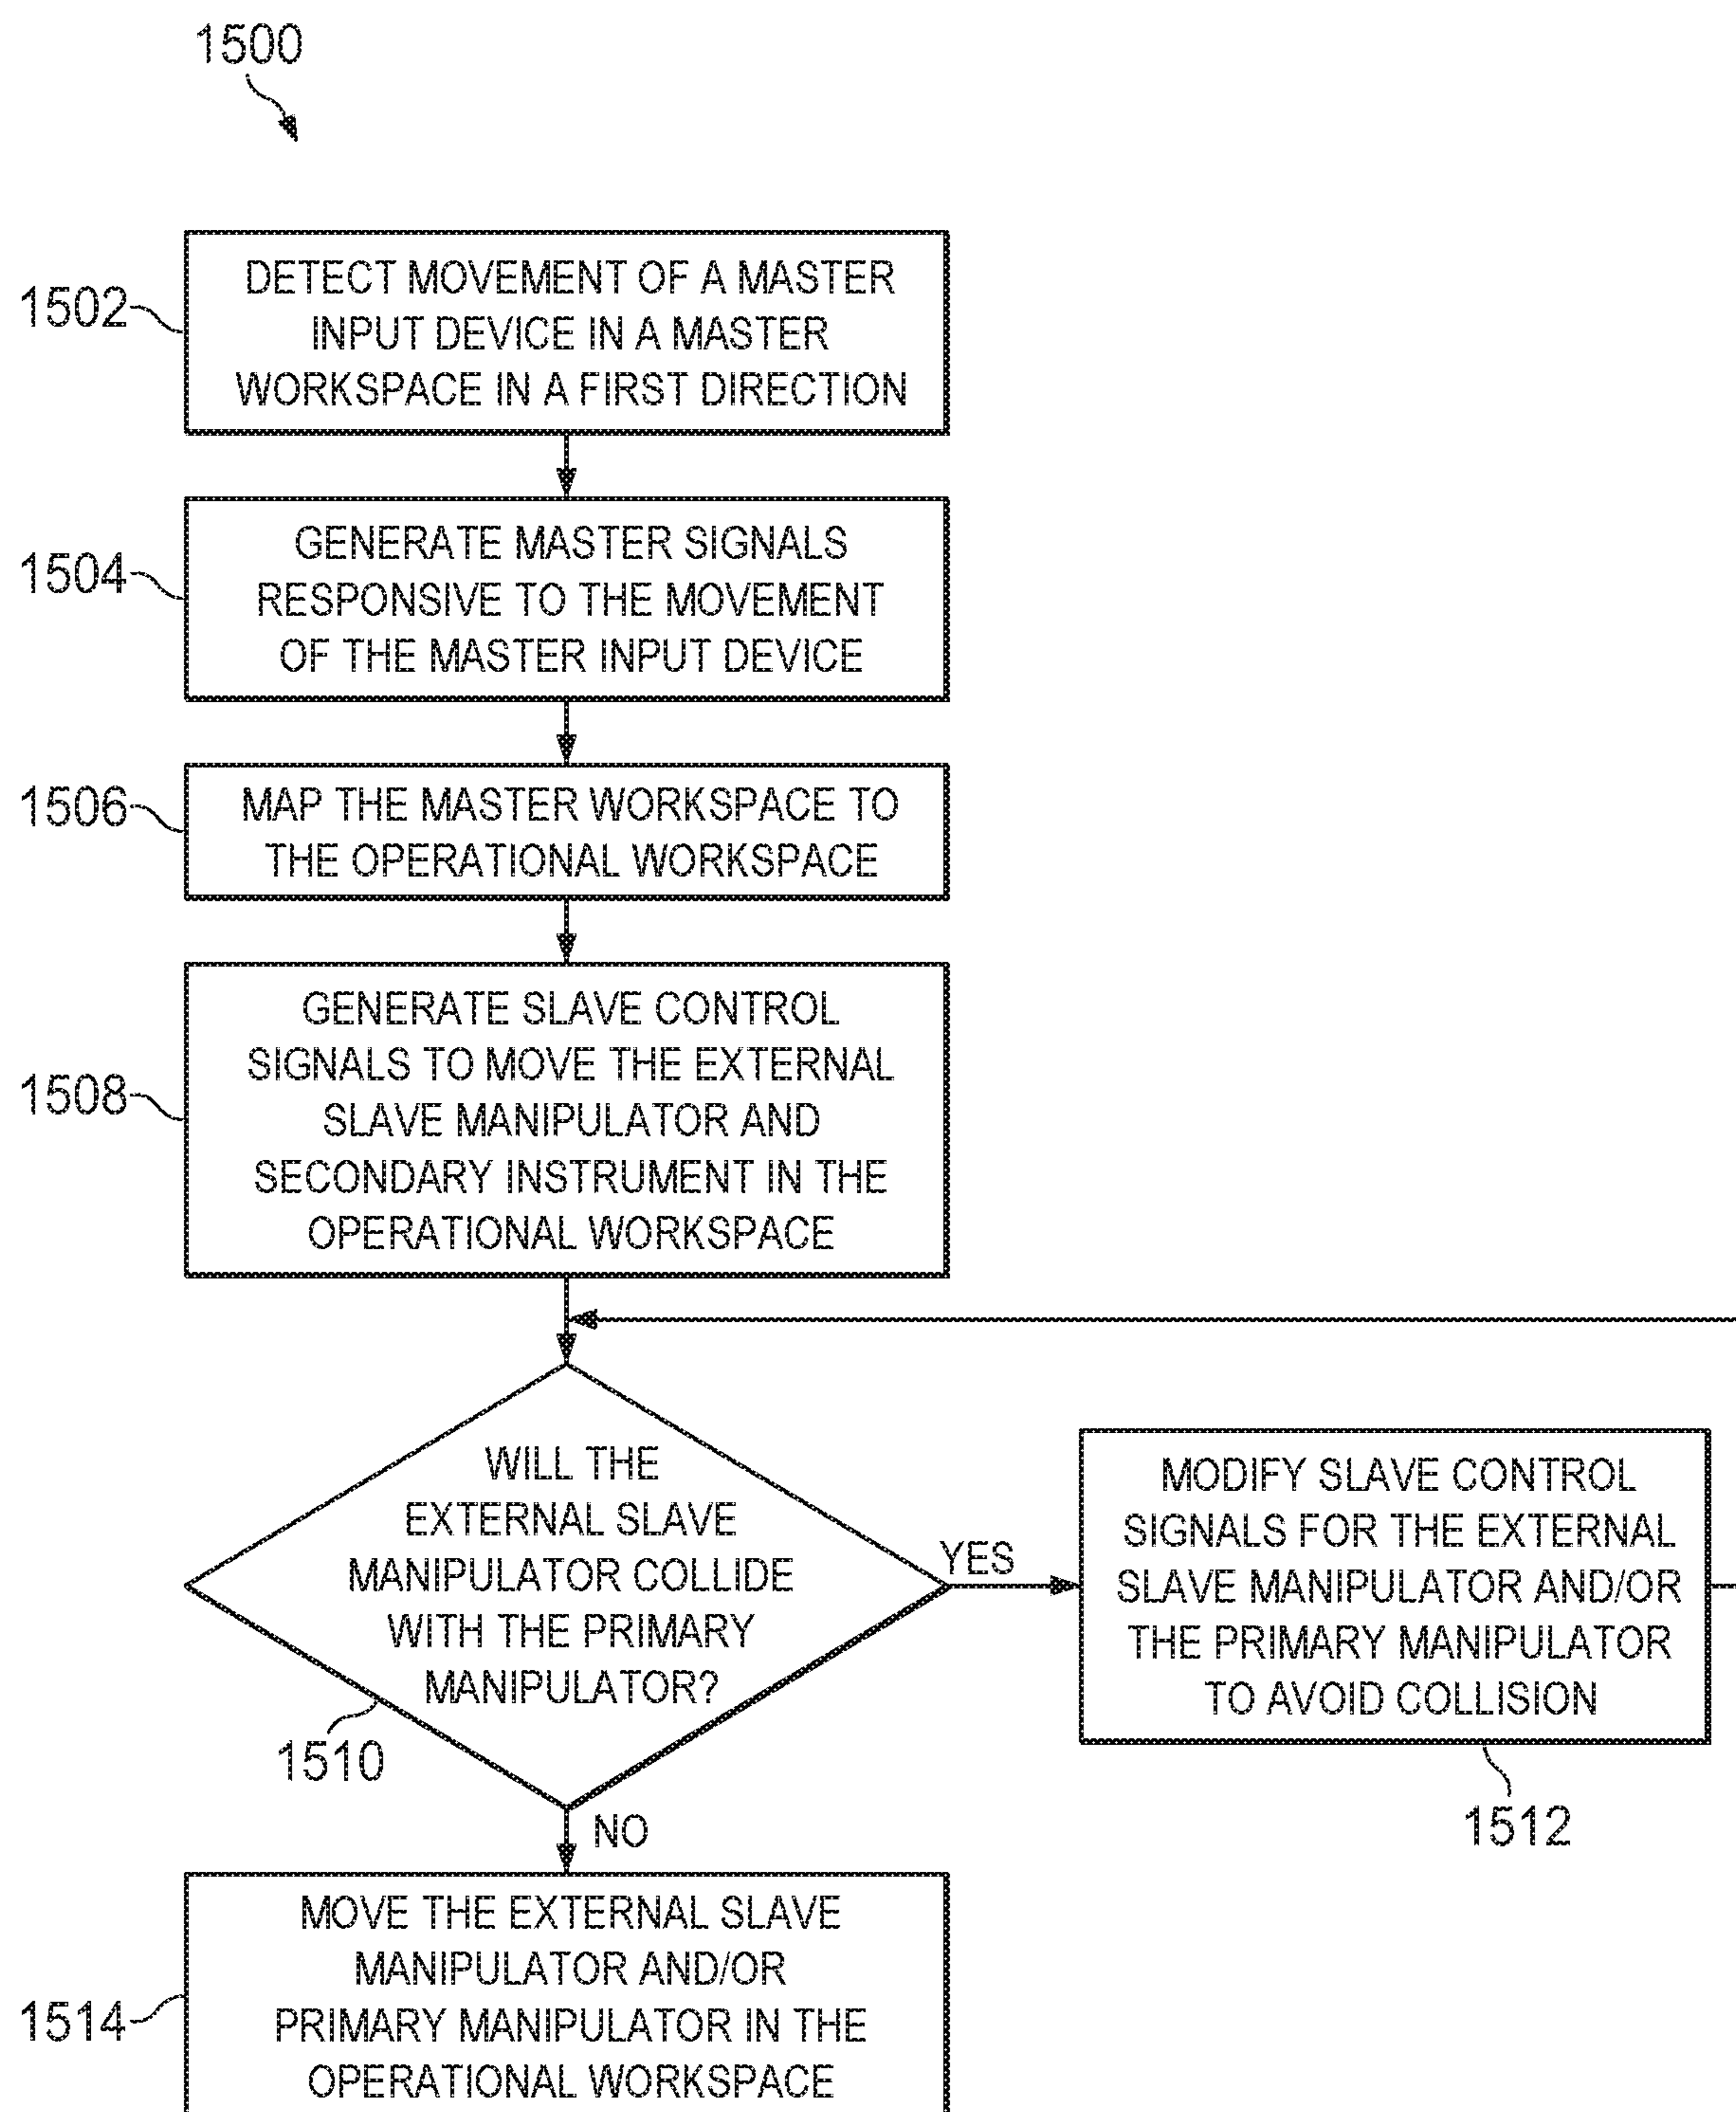 1500
1502
DETECT MOVEMENT OF A MASTER
INPUT DEVICE IN A MASTER
WORKSPACE IN A FIRST DIRECTION
1504
GENERATE MASTER SIGNALS
RESPONSIVE TO THE MOVEMENT
OF THE MASTER INPUT DEVICE
1506
MAP THE MASTER WORKSPACE TO
THE OPERATIONAL WORKSPACE
1508
GENERATE SLAVE CONTROL
SIGNALS TO MOVE THE EXTERNAL
SLAVE MANIPULATOR AND
SECONDARY INSTRUMENT IN THE
OPERATIONAL WORKSPACE
WILL THE
EXTERNAL SLAVE
MANIPULATOR COLLIDE
WITH THE PRIMARY
MANIPULATOR?
1510
YES
MODIFY SLAVE CONTROL
SIGNALS FOR THE EXTERNAL
SLAVE MANIPULATOR AND/OR
THE PRIMARY MANIPULATOR
TO AVOID COLLISION
1512
NO
1514
MOVE THE EXTERNAL SLAVE
MANIPULATOR AND/OR
PRIMARY MANIPULATOR IN THE
OPERATIONAL WORKSPACE